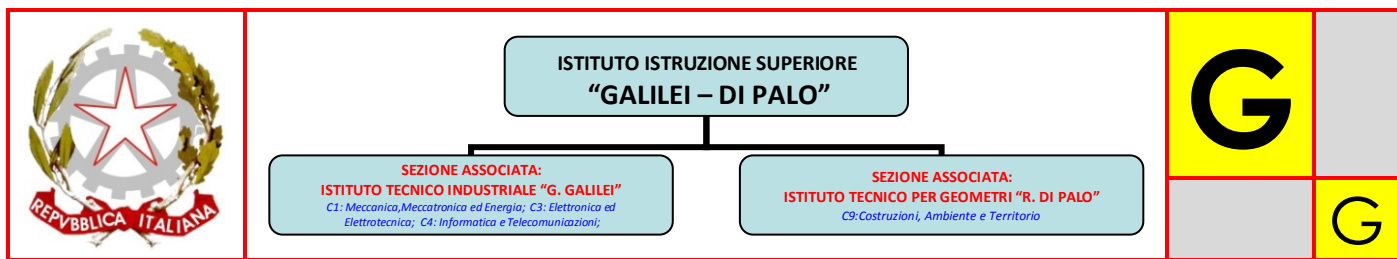 REPVBBLICA ITALIANA
ISTITUTO ISTRUZIONE SUPERIORE
“GALILEI – DI PALO”
SEZIONE ASSOCIATA:
ISTITUTO TECNICO INDUSTRIALE “G. GALILEI”
C1: Meccanica,Meccatronica ed Energia; C3: Elettronica ed
Elettrotecnica; C4: Informatica e Telecomunicazioni;
SEZIONE ASSOCIATA:
ISTITUTO TECNICO PER GEOMETRI “R. DI PALO”
C9:Costruzioni, Ambiente e Territorio
G
G